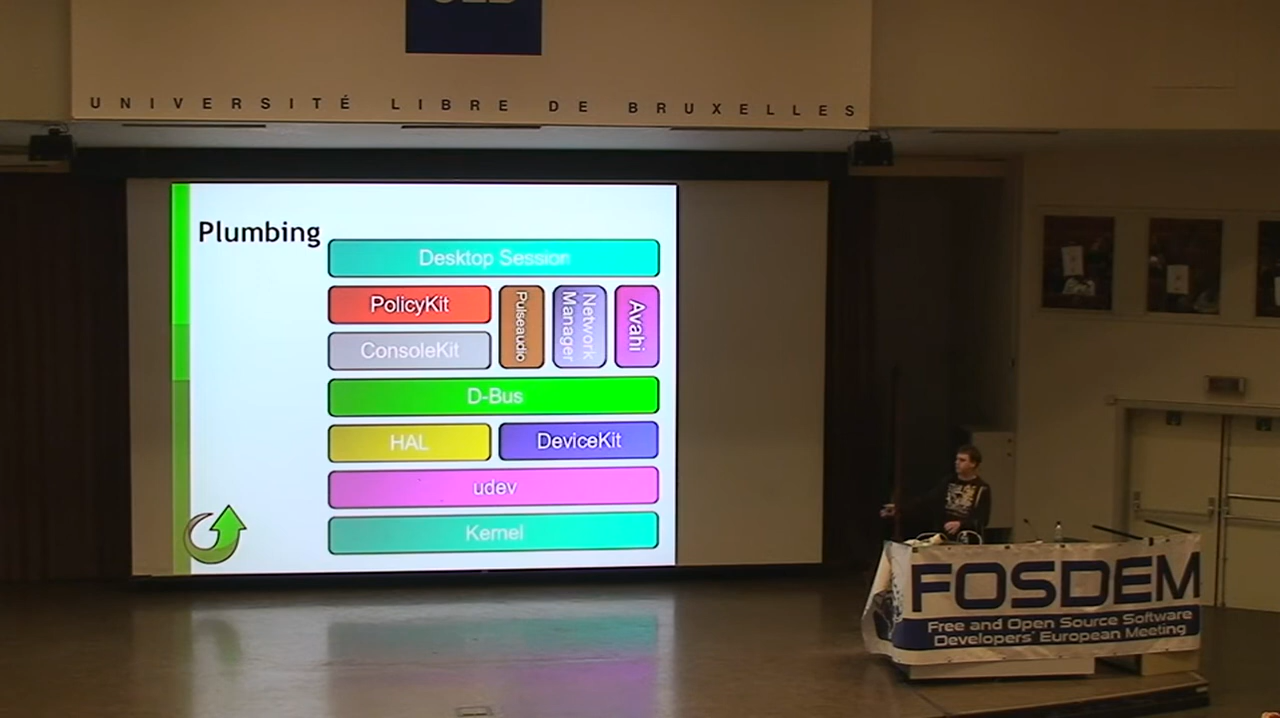 UNIVERSITÉ LIBRE DE BRUXELLES
Plumbing
Desktop Session
PolicyKit
Pulseaudio
Network
Manager
Avahi
ConsoleKit
D-Bus
HAL
DeviceKit
udev
Kernel
FOSDEM
Free and Open Source Software
Developers' European Meeting